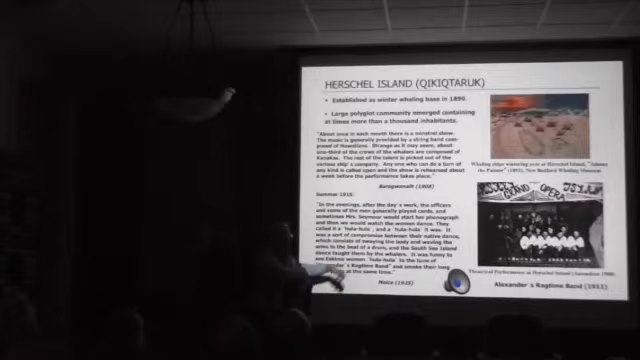 HERSCHEL ISLAND (QIKIQTARUK)
• Established as winter whaling base in 1890.
• Large polyglot community emerged containing
at times more than a thousand inhabitants.
"About once in each month there is a minstrel show.
The music is generally provided by a string band com-
posed of Hawaiians. Strange as it may seem, about
one-third of the crews of the whalers are composed of
Kanakas. The rest of the talent is picked out of the
various ship's company. Any one who can do a turn of
any kind is called upon and the show is rehearsed about
a week before the performance takes place."
(1908)
Summer 1910:
"In the evenings, after the day's work, the officers
and some of the men generally played cards, and
sometimes Mrs. Seymour would start her phonograph
and then we would watch the women dance. They
called it a 'hula-hula', and a 'hula-hula' it was. It
was a sort of compromise between their native dance,
which consists of swaying the body and waving the
arms to the beat of a drum, and the South Sea Island
dance taught them by the whalers. It was funny to
see Eskimo women 'hula-hula' to the tune of
Ragtime Band' and smoke their long
at the same time."
Whaling ships wintering over at Herschel Island, "Johnny
the Painter" (1893), New Bedford Whaling Museum
GRAND OPERA
Theatrical Performance at Herschel Island
Alexander's Ragtime Band (1911)